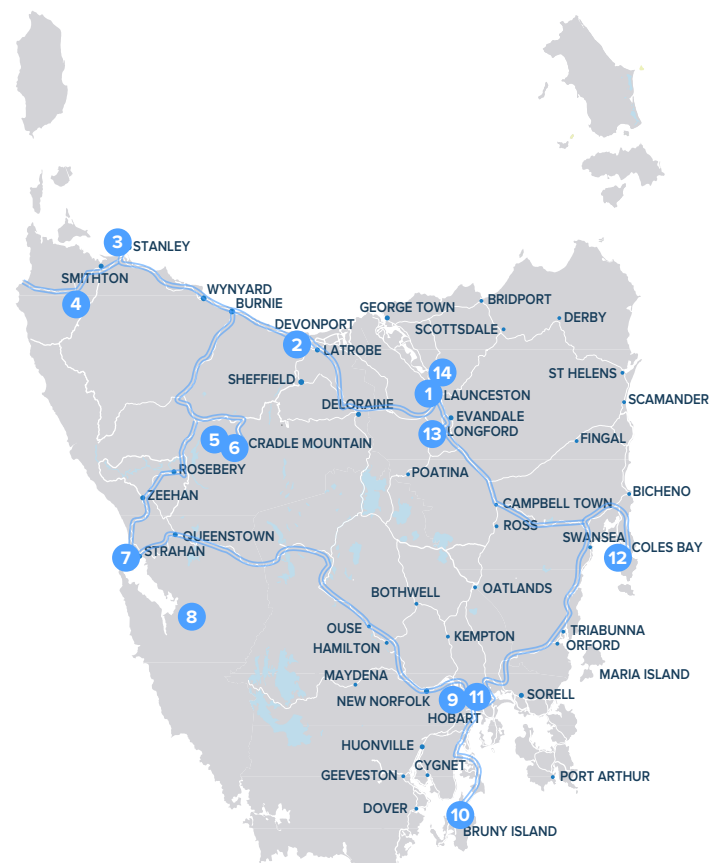 3
STANLEY
SMITHTON
4
WYNYARD
BURNIE
GEORGE TOWN
BRIDPORT
DERBY
DEVONPORT
SCOTTSDALE
2
LATROBE
14
ST HELENS
SHEFFIELD
1
LAUNCESTON
SCAMANDER
DELORAINE
EVANDALE
13
LONGFORD
5
6
CRADLE MOUNTAIN
FINGAL
ROSEBERY
POATINA
ZEEHAN
BICHENO
CAMPBELL TOWN
ROSS
QUEENSTOWN
SWANSEA
7
STRAHAN
12
COLES BAY
BOTHWELL
OATLANDS
8
OUSE
KEMPTON
TRIABUNNA
HAMILTON
ORFORD
MAYDENA
MARIA ISLAND
NEW NORFOLK
9
11
SORELL
HOBART
HUONVILLE
CYGNET
GEEVESTON
PORT ARTHUR
DOVER
10
BRUNY ISLAND